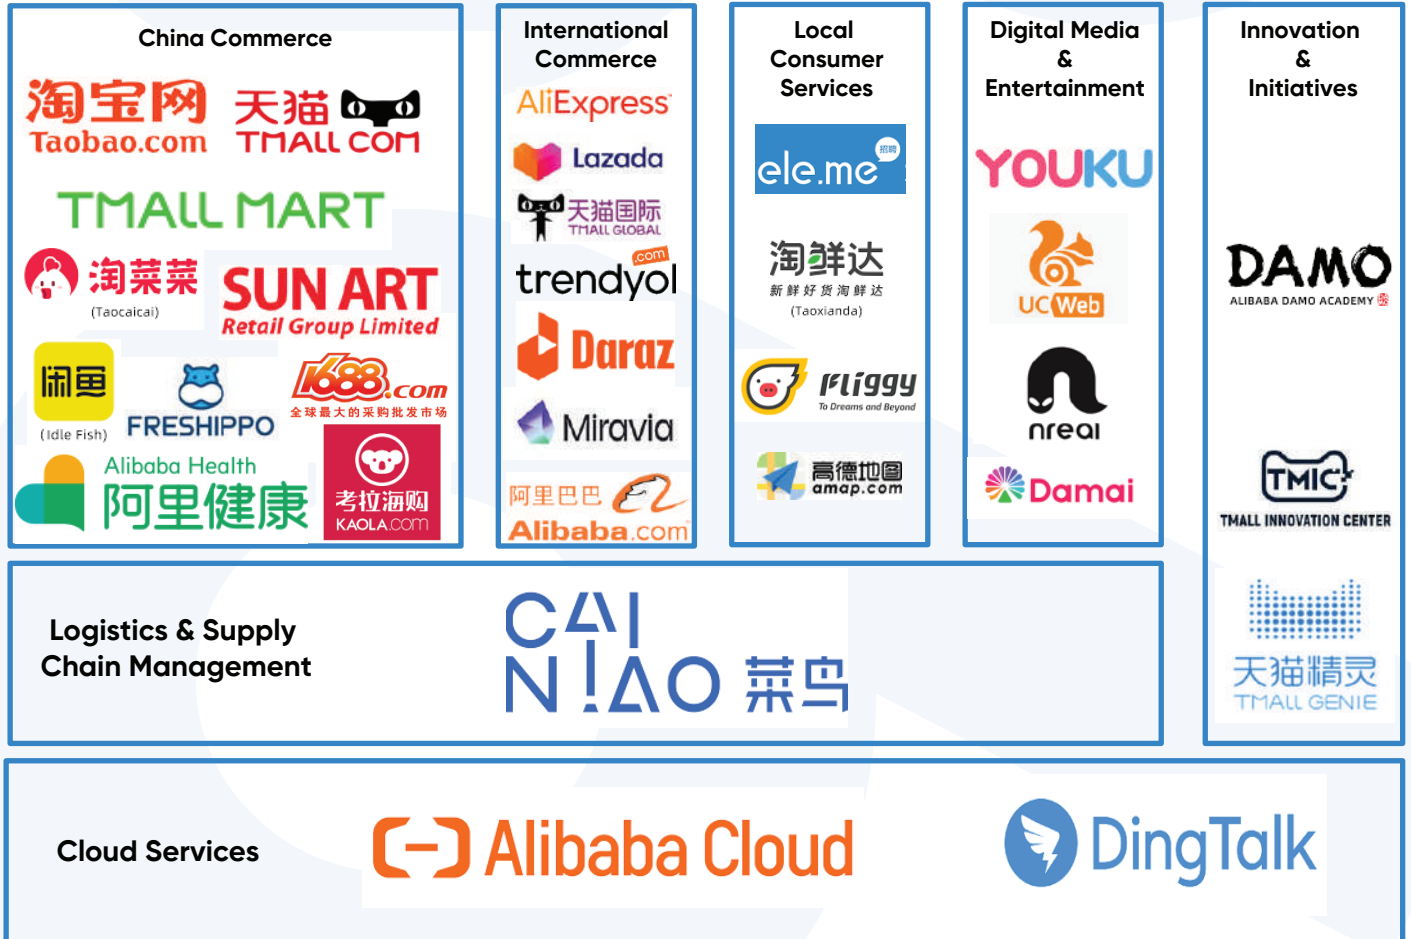 China Commerce
淘宝网
Taobao.com
天猫
TMALL.COM
TMALL MART
淘菜菜
(Taocaicai)
SUN ART
Retail Group Limited
闲鱼
(Idle Fish)
FRESHIPPO
1688.com
全球最大的采购批发市场
Alibaba Health
阿里健康
考拉海购
KAOLA.COM
International
Commerce
AliExpress
Lazada
天猫国际
TMALL GLOBAL
trendyol
.com
Daraz
Miravia
阿里巴巴
Alibaba.com
Local
Consumer
Services
ele.me
招聘
淘鲜达
新鲜好货淘鲜达
(Taoxianda)
Fliggy
To Dreams and Beyond
高德地图
amap.com
Digital Media
&
Entertainment
YOUKU
UC Web
nreal
Damai
Innovation
&
Initiatives
DAMO
ALIBABA DAMO ACADEMY
TMIC
TMALL INNOVATION CENTER
天猫精灵
TMALL GENIE
Logistics & Supply
Chain Management
CAI
NIAO 菜鸟
Cloud Services
Alibaba Cloud
DingTalk